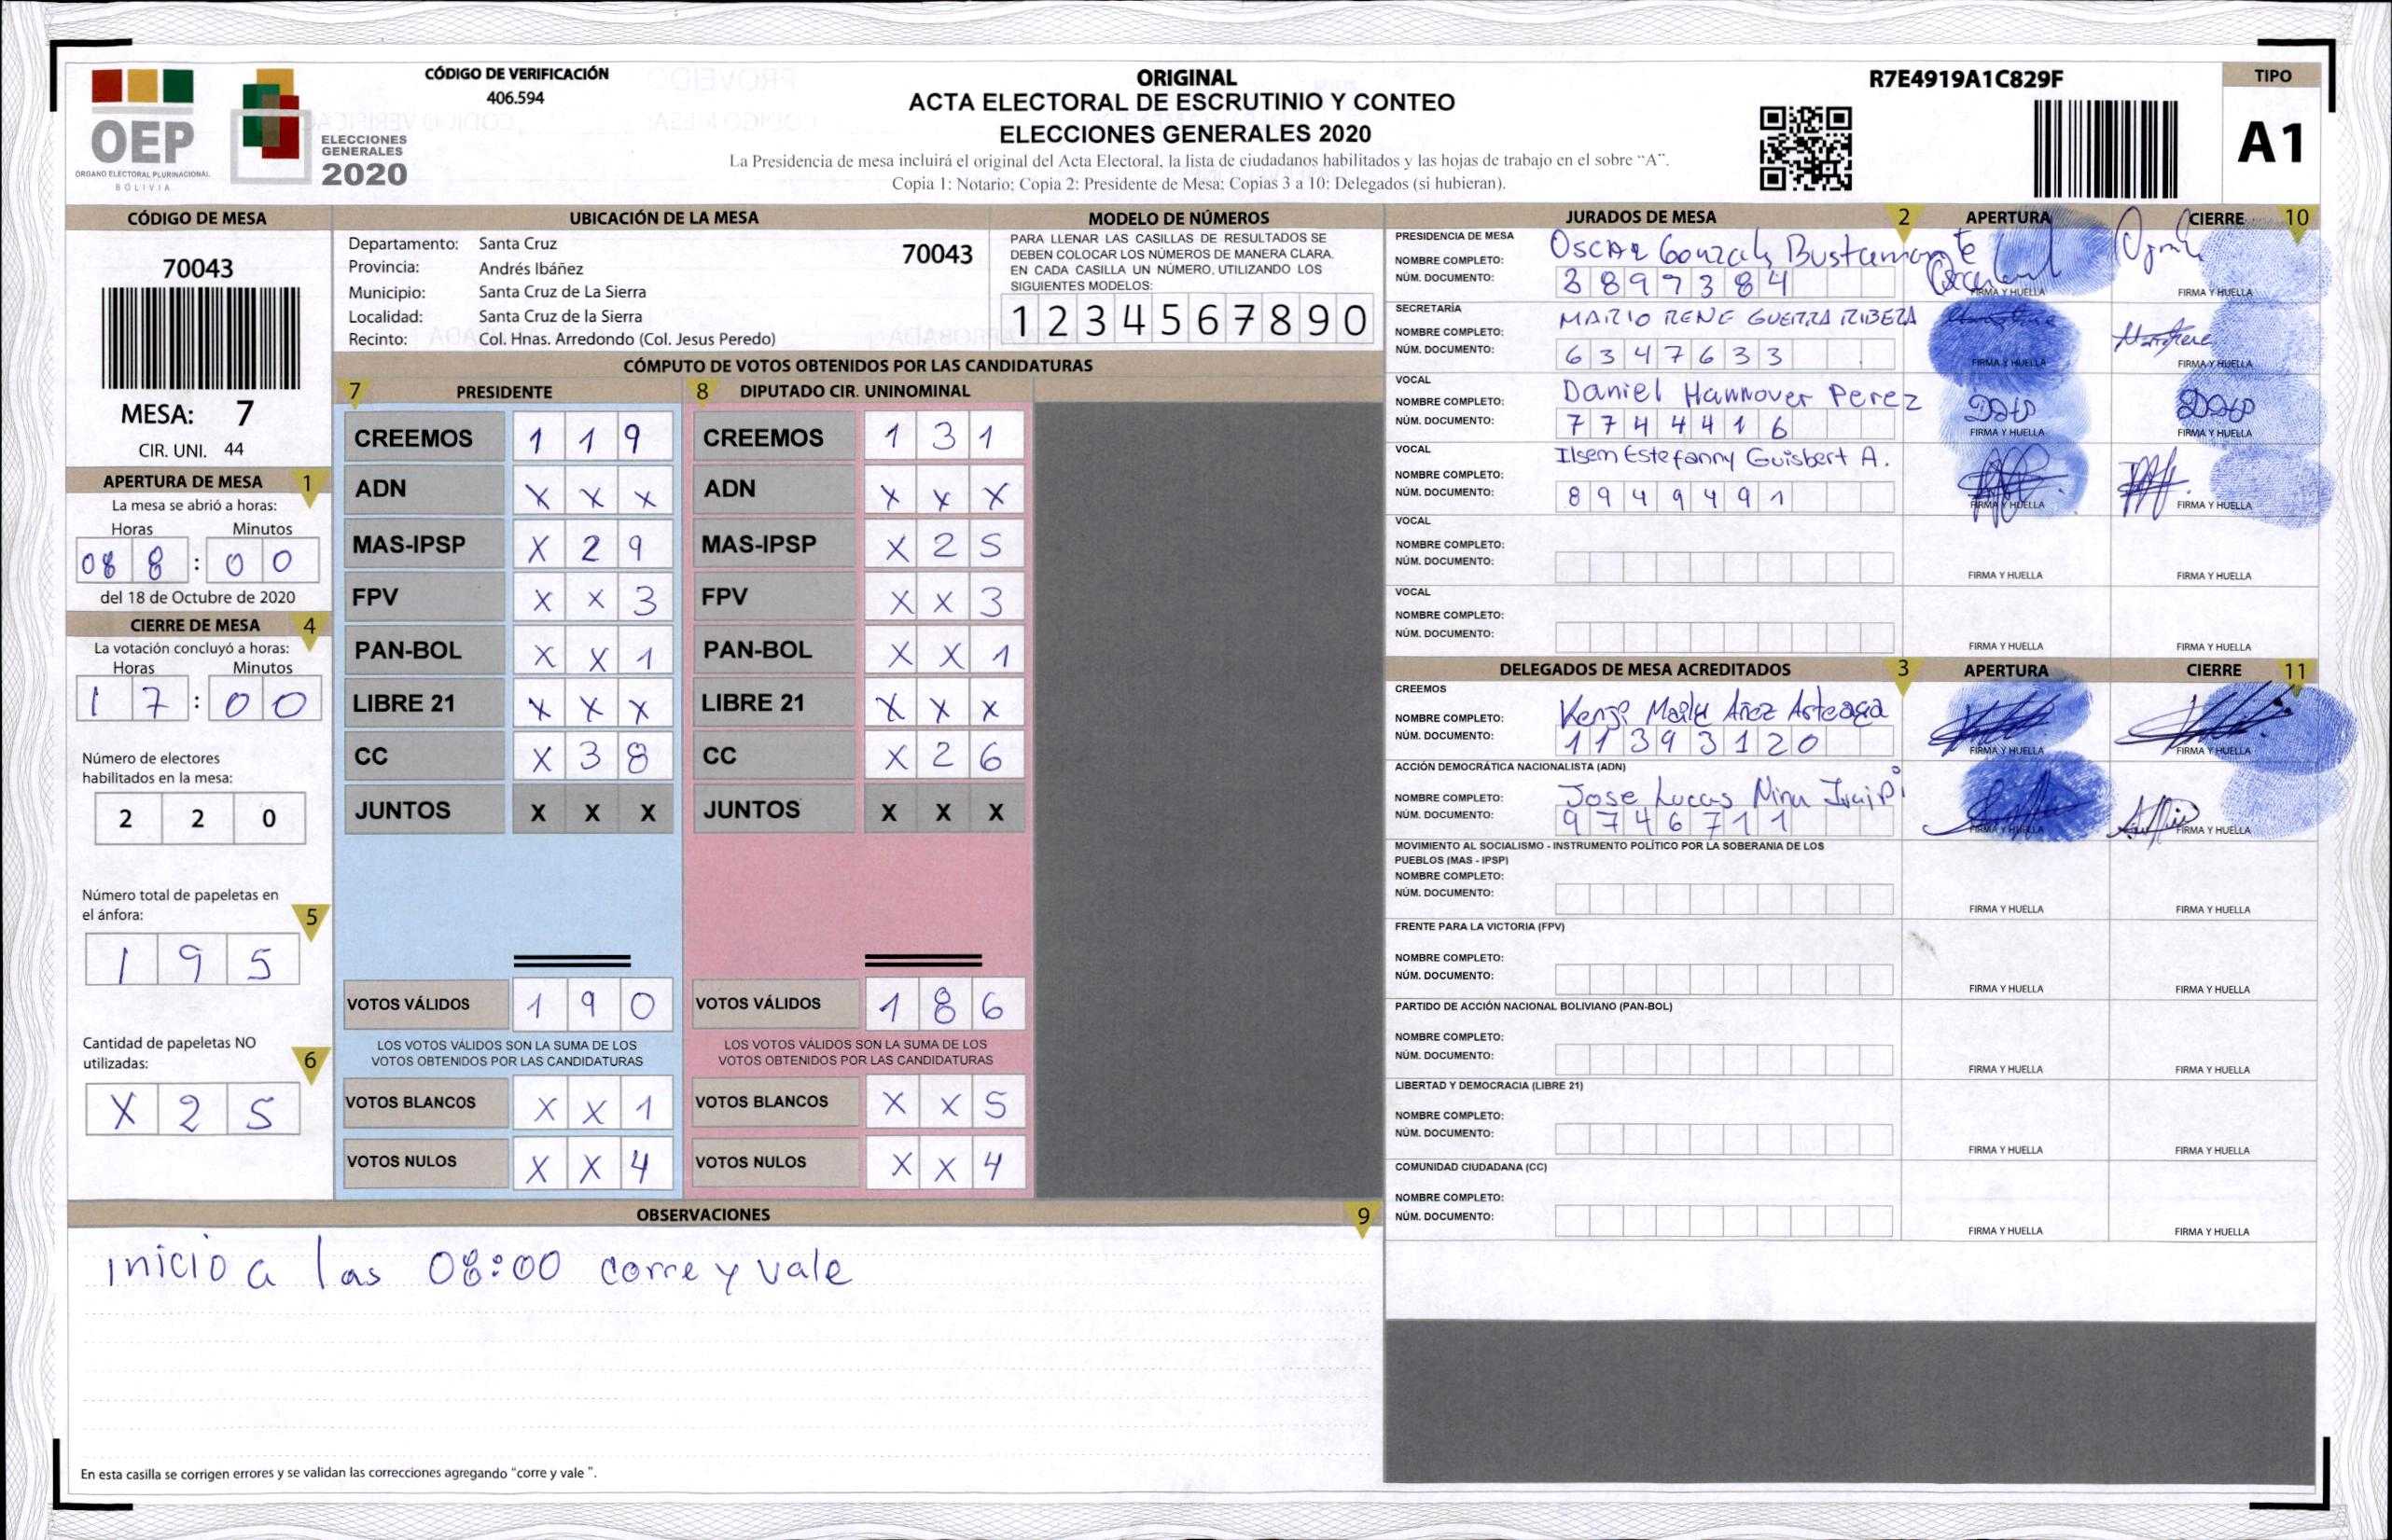 OEP
ÓRGANO ELECTORAL PLURINACIONAL
BOLIVIA
ELECCIONES
GENERALES
2020
CÓDIGO DE VERIFICACIÓN
406.594
ORIGINAL
ACTA ELECTORAL DE ESCRUTINIO Y CONTEO
ELECCIONES GENERALES 2020
La Presidencia de mesa incluirá el original del Acta Electoral, la lista de ciudadanos habilitados y las hojas de trabajo en el sobre "A".
Copia 1: Notario; Copia 2: Presidente de Mesa; Copias 3 a 10: Delegados (si hubieran).
R7E4919A1C829F
TIPO
A1
CÓDIGO DE MESA
70043
MESA: 7
CIR. UNI. 44
APERTURA DE MESA 1
La mesa se abrió a horas:
Horas Minutos
08 8 : 0 0
del 18 de Octubre de 2020
CIERRE DE MESA 4
La votación concluyó a horas:
Horas Minutos
1 7 : 0 0
Número de electores
habilitados en la mesa:
2 2 0
Número total de papeletas en
el ánfora: 5
1 9 5
Cantidad de papeletas NO
utilizadas: 6
X 2 5
UBICACIÓN DE LA MESA
Departamento: Santa Cruz 70043
Provincia: Andrés Ibáñez
Municipio: Santa Cruz de La Sierra
Localidad: Santa Cruz de la Sierra
Recinto: Col. Hnas. Arredondo (Col. Jesus Peredo)
MODELO DE NÚMEROS
PARA LLENAR LAS CASILLAS DE RESULTADOS SE
DEBEN COLOCAR LOS NÚMEROS DE MANERA CLARA.
EN CADA CASILLA UN NÚMERO, UTILIZANDO LOS
SIGUIENTES MODELOS:
1 2 3 4 5 6 7 8 9 0
CÓMPUTO DE VOTOS OBTENIDOS POR LAS CANDIDATURAS
7 PRESIDENTE
CREEMOS 1 1 9
ADN X X X
MAS-IPSP X 2 9
FPV X X 3
PAN-BOL X X 1
LIBRE 21 X X X
CC X 3 8
JUNTOS X X X
VOTOS VÁLIDOS 1 9 0
LOS VOTOS VÁLIDOS SON LA SUMA DE LOS
VOTOS OBTENIDOS POR LAS CANDIDATURAS
VOTOS BLANCOS X X 1
VOTOS NULOS X X 4
8 DIPUTADO CIR. UNINOMINAL
CREEMOS 1 3 1
ADN X X X
MAS-IPSP X 2 5
FPV X X 3
PAN-BOL X X 1
LIBRE 21 X X X
CC X 2 6
JUNTOS X X X
VOTOS VÁLIDOS 1 8 6
LOS VOTOS VÁLIDOS SON LA SUMA DE LOS
VOTOS OBTENIDOS POR LAS CANDIDATURAS
VOTOS BLANCOS X X 5
VOTOS NULOS X X 4
OBSERVACIONES 9
inicio a las 08:00 corre y vale
En esta casilla se corrigen errores y se validan las correcciones agregando "corre y vale ".
JURADOS DE MESA 2 APERTURA CIERRE 10
PRESIDENCIA DE MESA
NOMBRE COMPLETO: OSCAR Gonzales Bustamante
NÚM. DOCUMENTO: 3 8 9 7 3 8 4
FIRMA Y HUELLA FIRMA Y HUELLA
SECRETARÍA
NOMBRE COMPLETO: MARIO RENE GUERRA RIBERA
NÚM. DOCUMENTO: 6 3 4 7 6 3 3
FIRMA Y HUELLA FIRMA Y HUELLA
VOCAL
NOMBRE COMPLETO: Daniel Hannover Perez
NÚM. DOCUMENTO: 7 7 4 4 4 1 6
FIRMA Y HUELLA FIRMA Y HUELLA
VOCAL
NOMBRE COMPLETO: Ilsem Estefanny Guisbert A.
NÚM. DOCUMENTO: 8 9 4 9 4 9 1
FIRMA Y HUELLA FIRMA Y HUELLA
VOCAL
NOMBRE COMPLETO:
NÚM. DOCUMENTO:
FIRMA Y HUELLA FIRMA Y HUELLA
VOCAL
NOMBRE COMPLETO:
NÚM. DOCUMENTO:
FIRMA Y HUELLA FIRMA Y HUELLA
DELEGADOS DE MESA ACREDITADOS 3 APERTURA CIERRE 11
CREEMOS
NOMBRE COMPLETO: Kenji Añez Arteaga
NÚM. DOCUMENTO: 1 1 3 9 3 1 2 0
FIRMA Y HUELLA FIRMA Y HUELLA
ACCIÓN DEMOCRÁTICA NACIONALISTA (ADN)
NOMBRE COMPLETO: Jose Lucas Nina
NÚM. DOCUMENTO: 9 7 4 6 7 1 1
FIRMA Y HUELLA FIRMA Y HUELLA
MOVIMIENTO AL SOCIALISMO - INSTRUMENTO POLÍTICO POR LA SOBERANIA DE LOS
PUEBLOS (MAS - IPSP)
NOMBRE COMPLETO:
NÚM. DOCUMENTO:
FIRMA Y HUELLA FIRMA Y HUELLA
FRENTE PARA LA VICTORIA (FPV)
NOMBRE COMPLETO:
NÚM. DOCUMENTO:
FIRMA Y HUELLA FIRMA Y HUELLA
PARTIDO DE ACCIÓN NACIONAL BOLIVIANO (PAN-BOL)
NOMBRE COMPLETO:
NÚM. DOCUMENTO:
FIRMA Y HUELLA FIRMA Y HUELLA
LIBERTAD Y DEMOCRACIA (LIBRE 21)
NOMBRE COMPLETO:
NÚM. DOCUMENTO:
FIRMA Y HUELLA FIRMA Y HUELLA
COMUNIDAD CIUDADANA (CC)
NOMBRE COMPLETO:
NÚM. DOCUMENTO:
FIRMA Y HUELLA FIRMA Y HUELLA